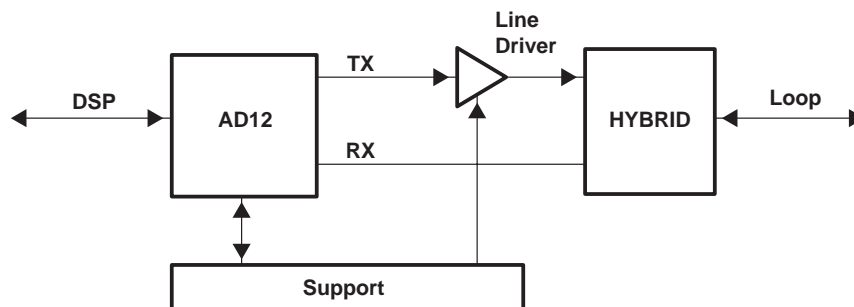 Line
Driver
TX
DSP
AD12
HYBRID
Loop
RX
Support